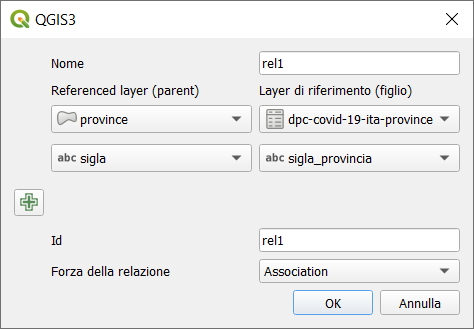 QGIS3
Nome
rel1
Referenced layer (parent)
Layer di riferimento (figlio)
province
dpc-covid-19-ita-province
abc sigla
abc sigla_provincia
Id
rel1
Forza della relazione
Association
OK
Annulla